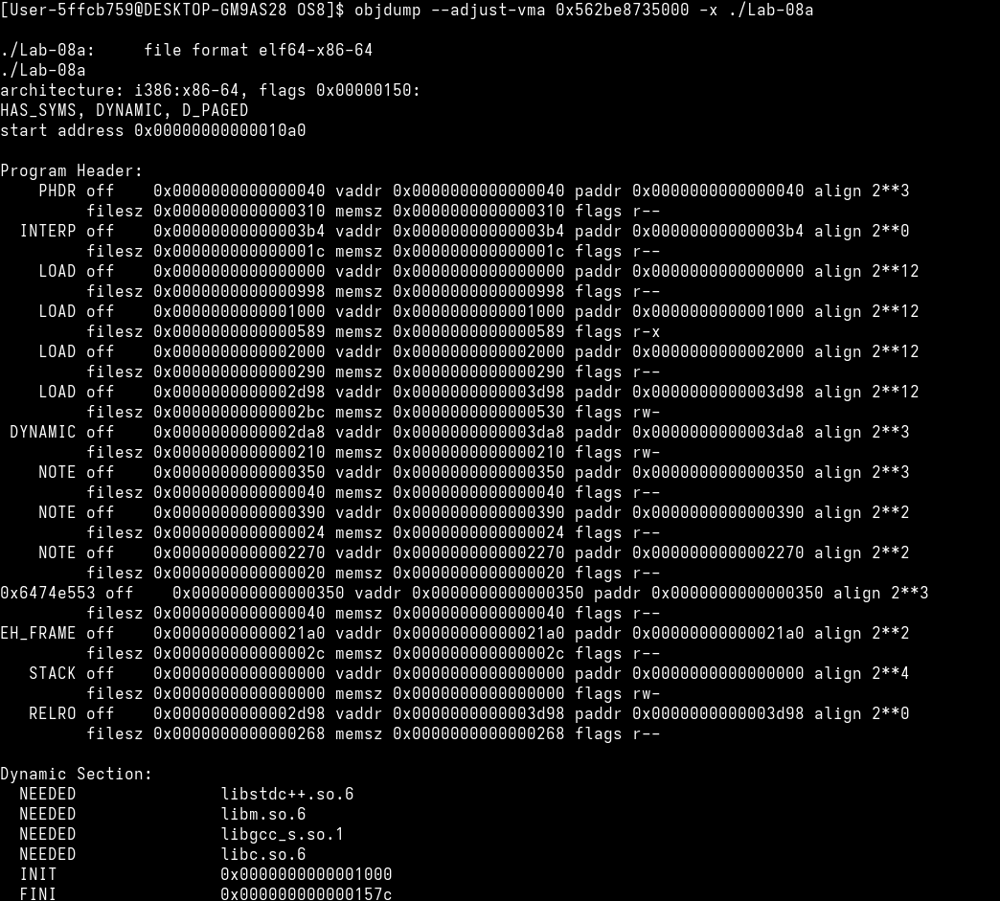 [User-5ffcb759@DESKTOP-GM9AS28 OS8]$ objdump --adjust-vma 0x562be8735000 -x ./Lab-08a

./Lab-08a:     file format elf64-x86-64
./Lab-08a
architecture: i386:x86-64, flags 0x00000150:
HAS_SYMS, DYNAMIC, D_PAGED
start address 0x00000000000010a0

Program Header:
    PHDR off    0x0000000000000040 vaddr 0x0000000000000040 paddr 0x0000000000000040 align 2**3
         filesz 0x0000000000000310 memsz 0x0000000000000310 flags r--
  INTERP off    0x00000000000003b4 vaddr 0x00000000000003b4 paddr 0x00000000000003b4 align 2**0
         filesz 0x000000000000001c memsz 0x000000000000001c flags r--
    LOAD off    0x0000000000000000 vaddr 0x0000000000000000 paddr 0x0000000000000000 align 2**12
         filesz 0x0000000000000998 memsz 0x0000000000000998 flags r--
    LOAD off    0x0000000000001000 vaddr 0x0000000000001000 paddr 0x0000000000001000 align 2**12
         filesz 0x0000000000000589 memsz 0x0000000000000589 flags r-x
    LOAD off    0x0000000000002000 vaddr 0x0000000000002000 paddr 0x0000000000002000 align 2**12
         filesz 0x0000000000000290 memsz 0x0000000000000290 flags r--
    LOAD off    0x0000000000002d98 vaddr 0x0000000000003d98 paddr 0x0000000000003d98 align 2**12
         filesz 0x00000000000002bc memsz 0x0000000000000530 flags rw-
 DYNAMIC off    0x0000000000002da8 vaddr 0x0000000000003da8 paddr 0x0000000000003da8 align 2**3
         filesz 0x0000000000000210 memsz 0x0000000000000210 flags rw-
    NOTE off    0x0000000000000350 vaddr 0x0000000000000350 paddr 0x0000000000000350 align 2**3
         filesz 0x0000000000000040 memsz 0x0000000000000040 flags r--
    NOTE off    0x0000000000000390 vaddr 0x0000000000000390 paddr 0x0000000000000390 align 2**2
         filesz 0x0000000000000024 memsz 0x0000000000000024 flags r--
    NOTE off    0x0000000000002270 vaddr 0x0000000000002270 paddr 0x0000000000002270 align 2**2
         filesz 0x0000000000000020 memsz 0x0000000000000020 flags r--
0x6474e553 off    0x0000000000000350 vaddr 0x0000000000000350 paddr 0x0000000000000350 align 2**3
         filesz 0x0000000000000040 memsz 0x0000000000000040 flags r--
EH_FRAME off    0x00000000000021a0 vaddr 0x00000000000021a0 paddr 0x00000000000021a0 align 2**2
         filesz 0x000000000000002c memsz 0x000000000000002c flags r--
   STACK off    0x0000000000000000 vaddr 0x0000000000000000 paddr 0x0000000000000000 align 2**4
         filesz 0x0000000000000000 memsz 0x0000000000000000 flags rw-
   RELRO off    0x0000000000002d98 vaddr 0x0000000000003d98 paddr 0x0000000000003d98 align 2**0
         filesz 0x0000000000000268 memsz 0x0000000000000268 flags r--

Dynamic Section:
  NEEDED               libstdc++.so.6
  NEEDED               libm.so.6
  NEEDED               libgcc_s.so.1
  NEEDED               libc.so.6
  INIT                 0x0000000000001000
  FINI                 0x000000000000157c